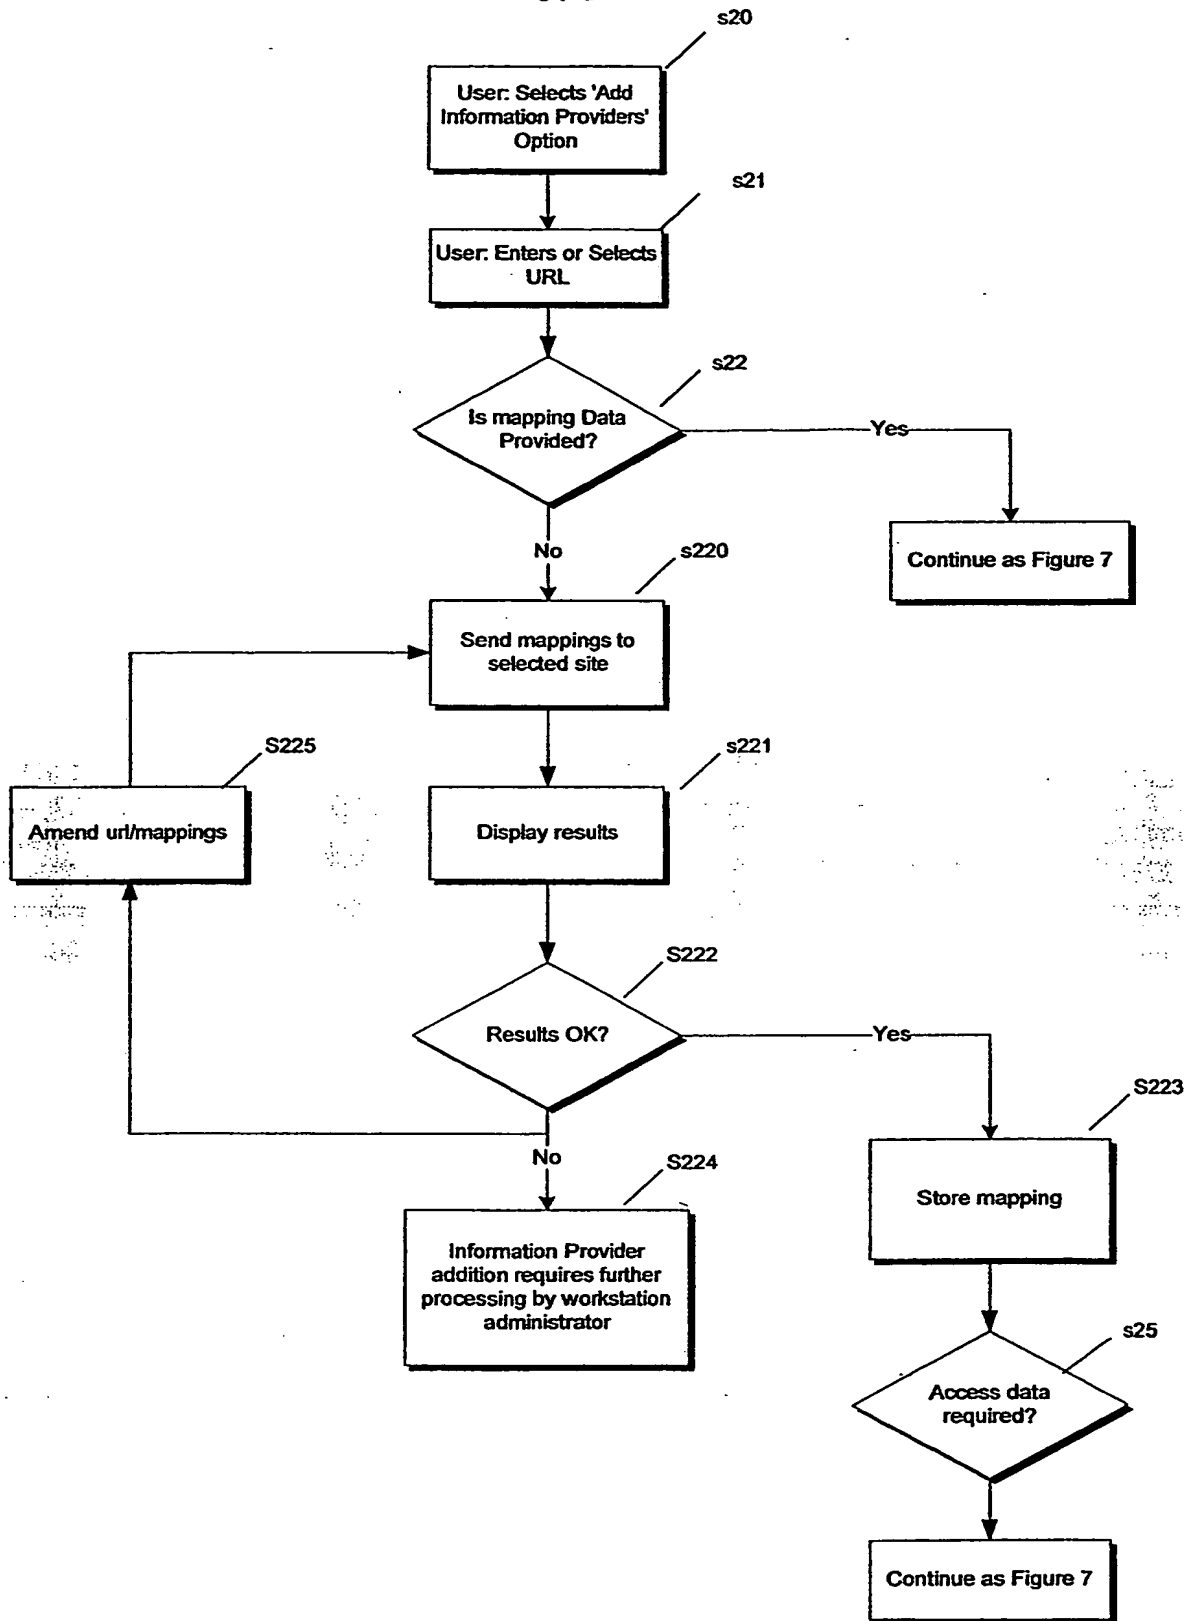 s20
User: Selects 'Add
Information Providers'
Option
s21
User: Enters or Selects
URL
s22
Is mapping Data
Provided?
Yes
Continue as Figure 7
No
s220
Send mappings to
selected site
S225
Amend url/mappings
s221
Display results
S222
Results OK?
Yes
S223
Store mapping
No
S224
Information Provider
addition requires further
processing by workstation
administrator
s25
Access data
required?
Continue as Figure 7